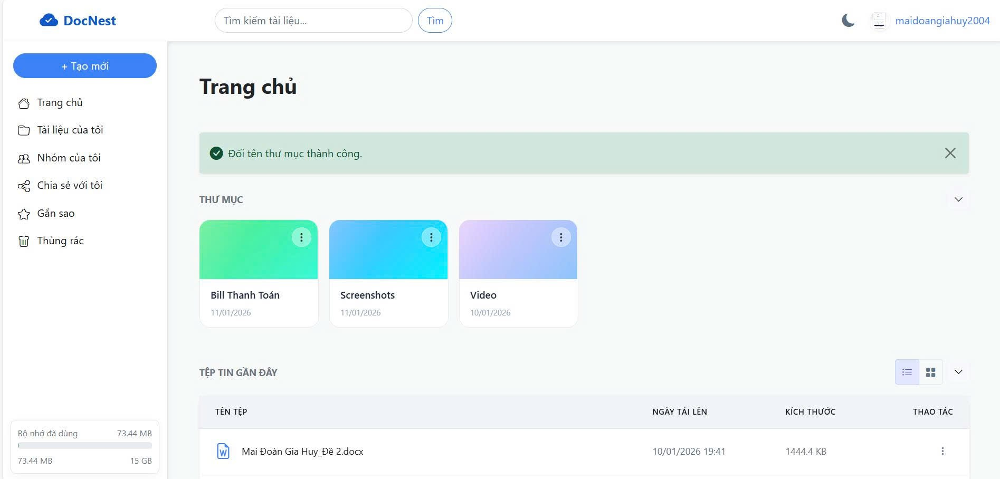 DocNest
Tìm kiếm tài liệu...
Tìm
maidoangiahuy2004
+ Tạo mới
Trang chủ
Tài liệu của tôi
Nhóm của tôi
Chia sẻ với tôi
Gắn sao
Thùng rác
Bộ nhớ đã dùng 73.44 MB
73.44 MB 15 GB
Trang chủ
Đổi tên thư mục thành công.
THƯ MỤC
Bill Thanh Toán
11/01/2026
Screenshots
11/01/2026
Video
10/01/2026
TỆP TIN GẦN ĐÂY
TÊN TỆP NGÀY TẢI LÊN KÍCH THƯỚC THAO TÁC
Mai Đoàn Gia Huy_Đề 2.docx 10/01/2026 19:41 1444.4 KB